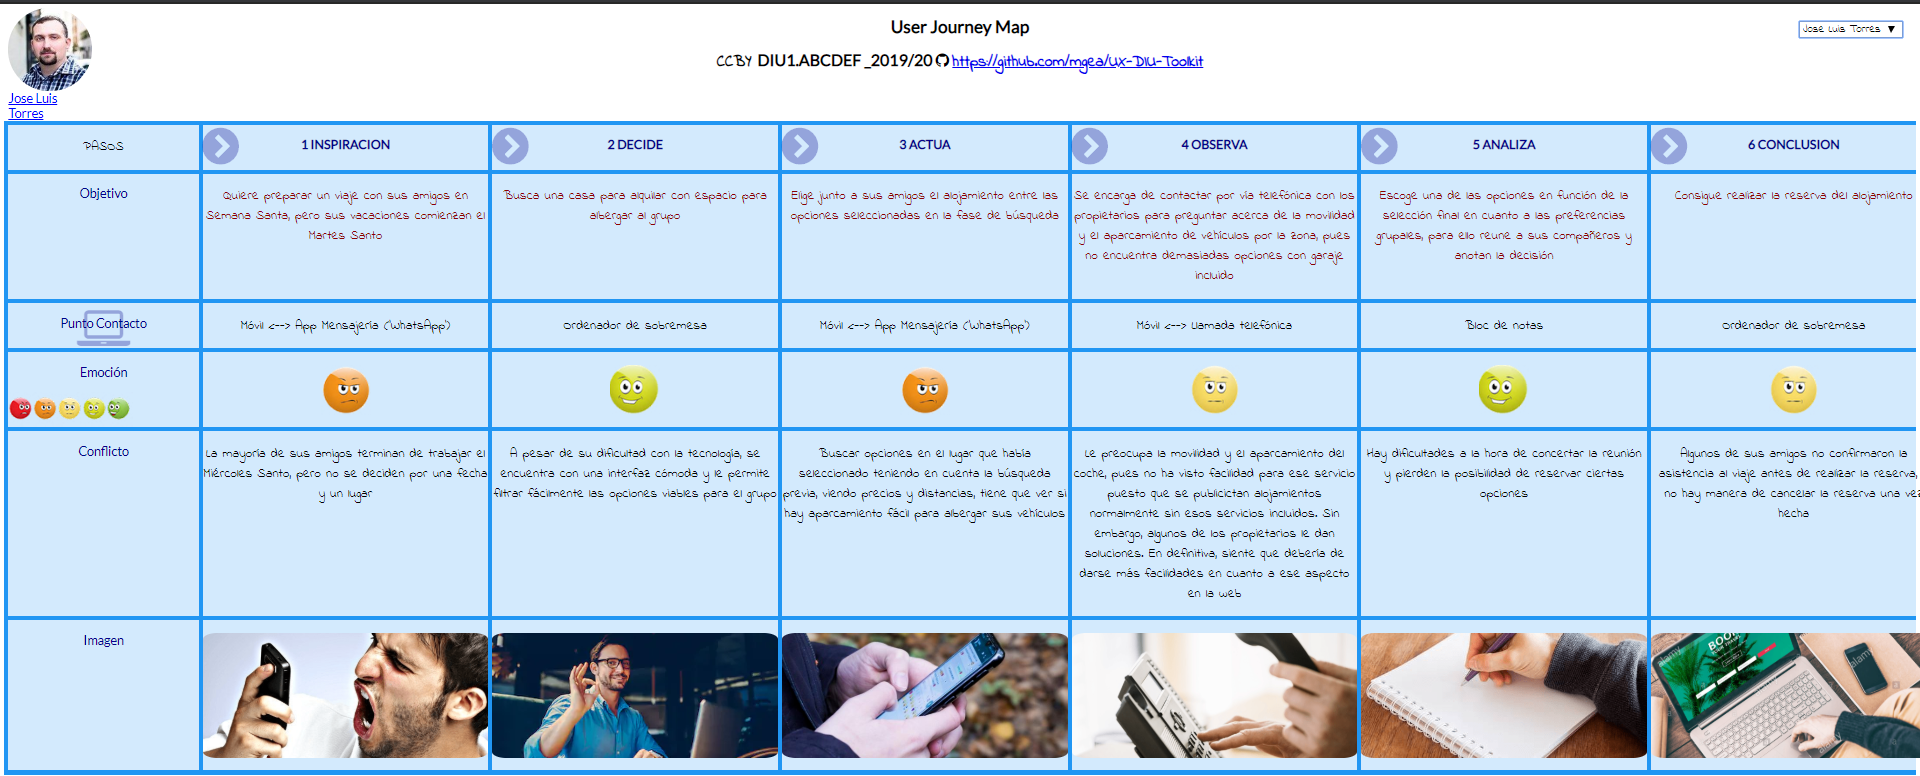 User Journey Map
Jose Luis Torres ▼
CCBY DIU1.ABCDEF_2019/20 https://github.com/mgea/UX-DIU-Toolkit
Jose Luis
Torres
PASOS
1 INSPIRACION
2 DECIDE
3 ACTUA
4 OBSERVA
5 ANALIZA
6 CONCLUSION
Objetivo
Quiere preparar un viaje con sus amigos en
Semana Santa, pero sus vacaciones comienzan el
Martes Santo
Busca una casa para alquilar con espacio para
albergar al grupo
Elige junto a sus amigos el alojamiento entre las
opciones seleccionadas en la fase de búsqueda
Se encarga de contactar por vía telefónica con los
propietarios para preguntar acerca de la movilidad
y el aparcamiento de vehículos por la zona, pues
no encuentra demasiadas opciones con garaje
incluido
Escoge una de las opciones en función de la
selección final en cuanto a las preferencias
grupales, para ello reune a sus compañeros y
anotan la decisión
Consigue realizar la reserva del alojamiento
Punto Contacto
Móvil <--> App Mensajería (WhatsApp)
Ordenador de sobremesa
Móvil <--> App Mensajería (WhatsApp)
Móvil <--> Llamada telefónica
Bloc de notas
Ordenador de sobremesa
Emoción
Conflicto
La mayoría de sus amigos terminan de trabajar el
Miércoles Santo, pero no se deciden por una fecha
y un lugar
A pesar de su dificultad con la tecnología, se
encuentra con una interfaz cómoda y le permite
filtrar fácilmente las opciones viables para el grupo
Buscar opciones en el lugar que había
seleccionado teniendo en cuenta la búsqueda
previa, viendo precios y distancias, tiene que ver si
hay aparcamiento fácil para albergar sus vehículos
Le preocupa la movilidad y el aparcamiento del
coche, pues no ha visto facilidad para ese servicio
puesto que se publicictan alojamientos
normalmente sin esos servicios incluidos. Sin
embargo, algunos de los propietarios le dan
soluciones. En definitiva, siente que debería de
darse más facilidades en cuanto a ese aspecto
en la web
Hay dificultades a la hora de concertar la reunión
y pierden la posibilidad de reservar ciertas
opciones
Algunos de sus amigos no confirmaron la
asistencia al viaje antes de realizar la reserva,
no hay manera de cancelar la reserva una vez
hecha
Imagen